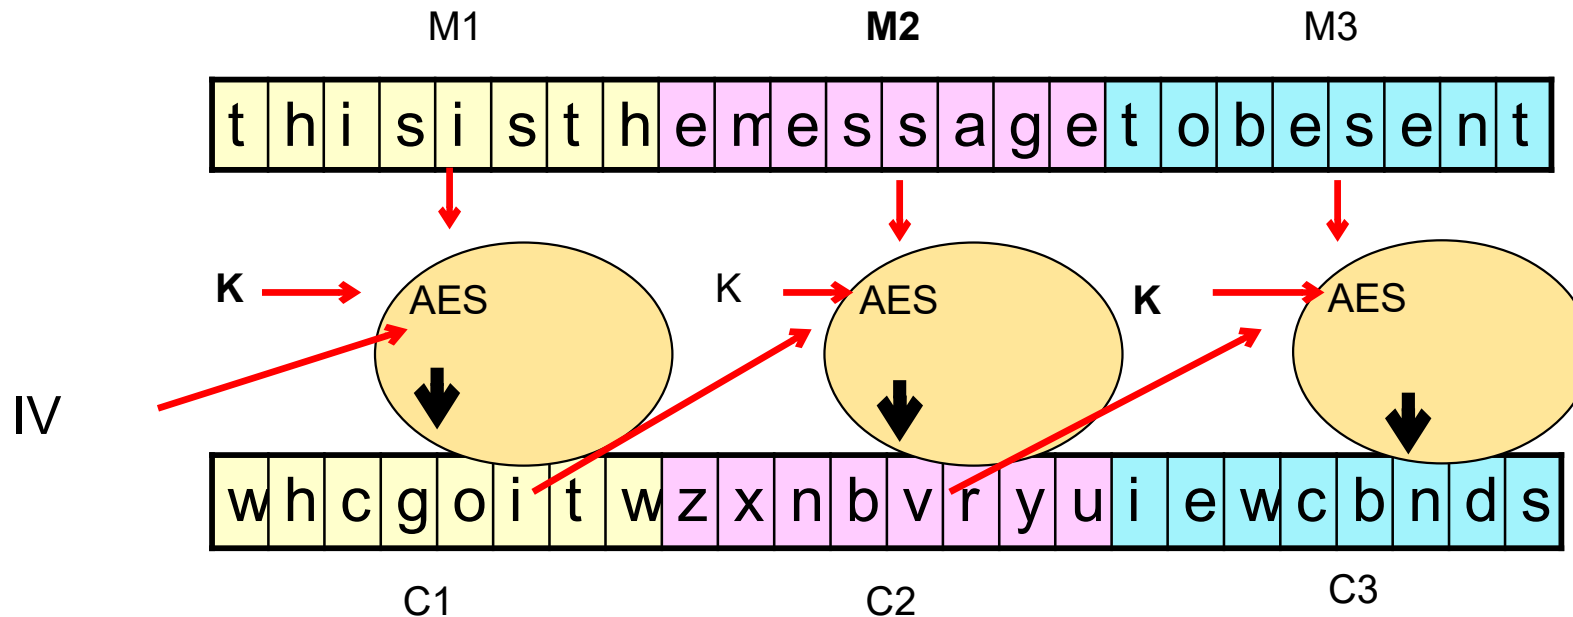 M1 M2 M3
t h i s i s t h e m e s s a g e t o b e s e n t
K AES K AES K AES
IV
w h c g o i t w z x n b v r y u i e w c b n d s
C1 C2 C3